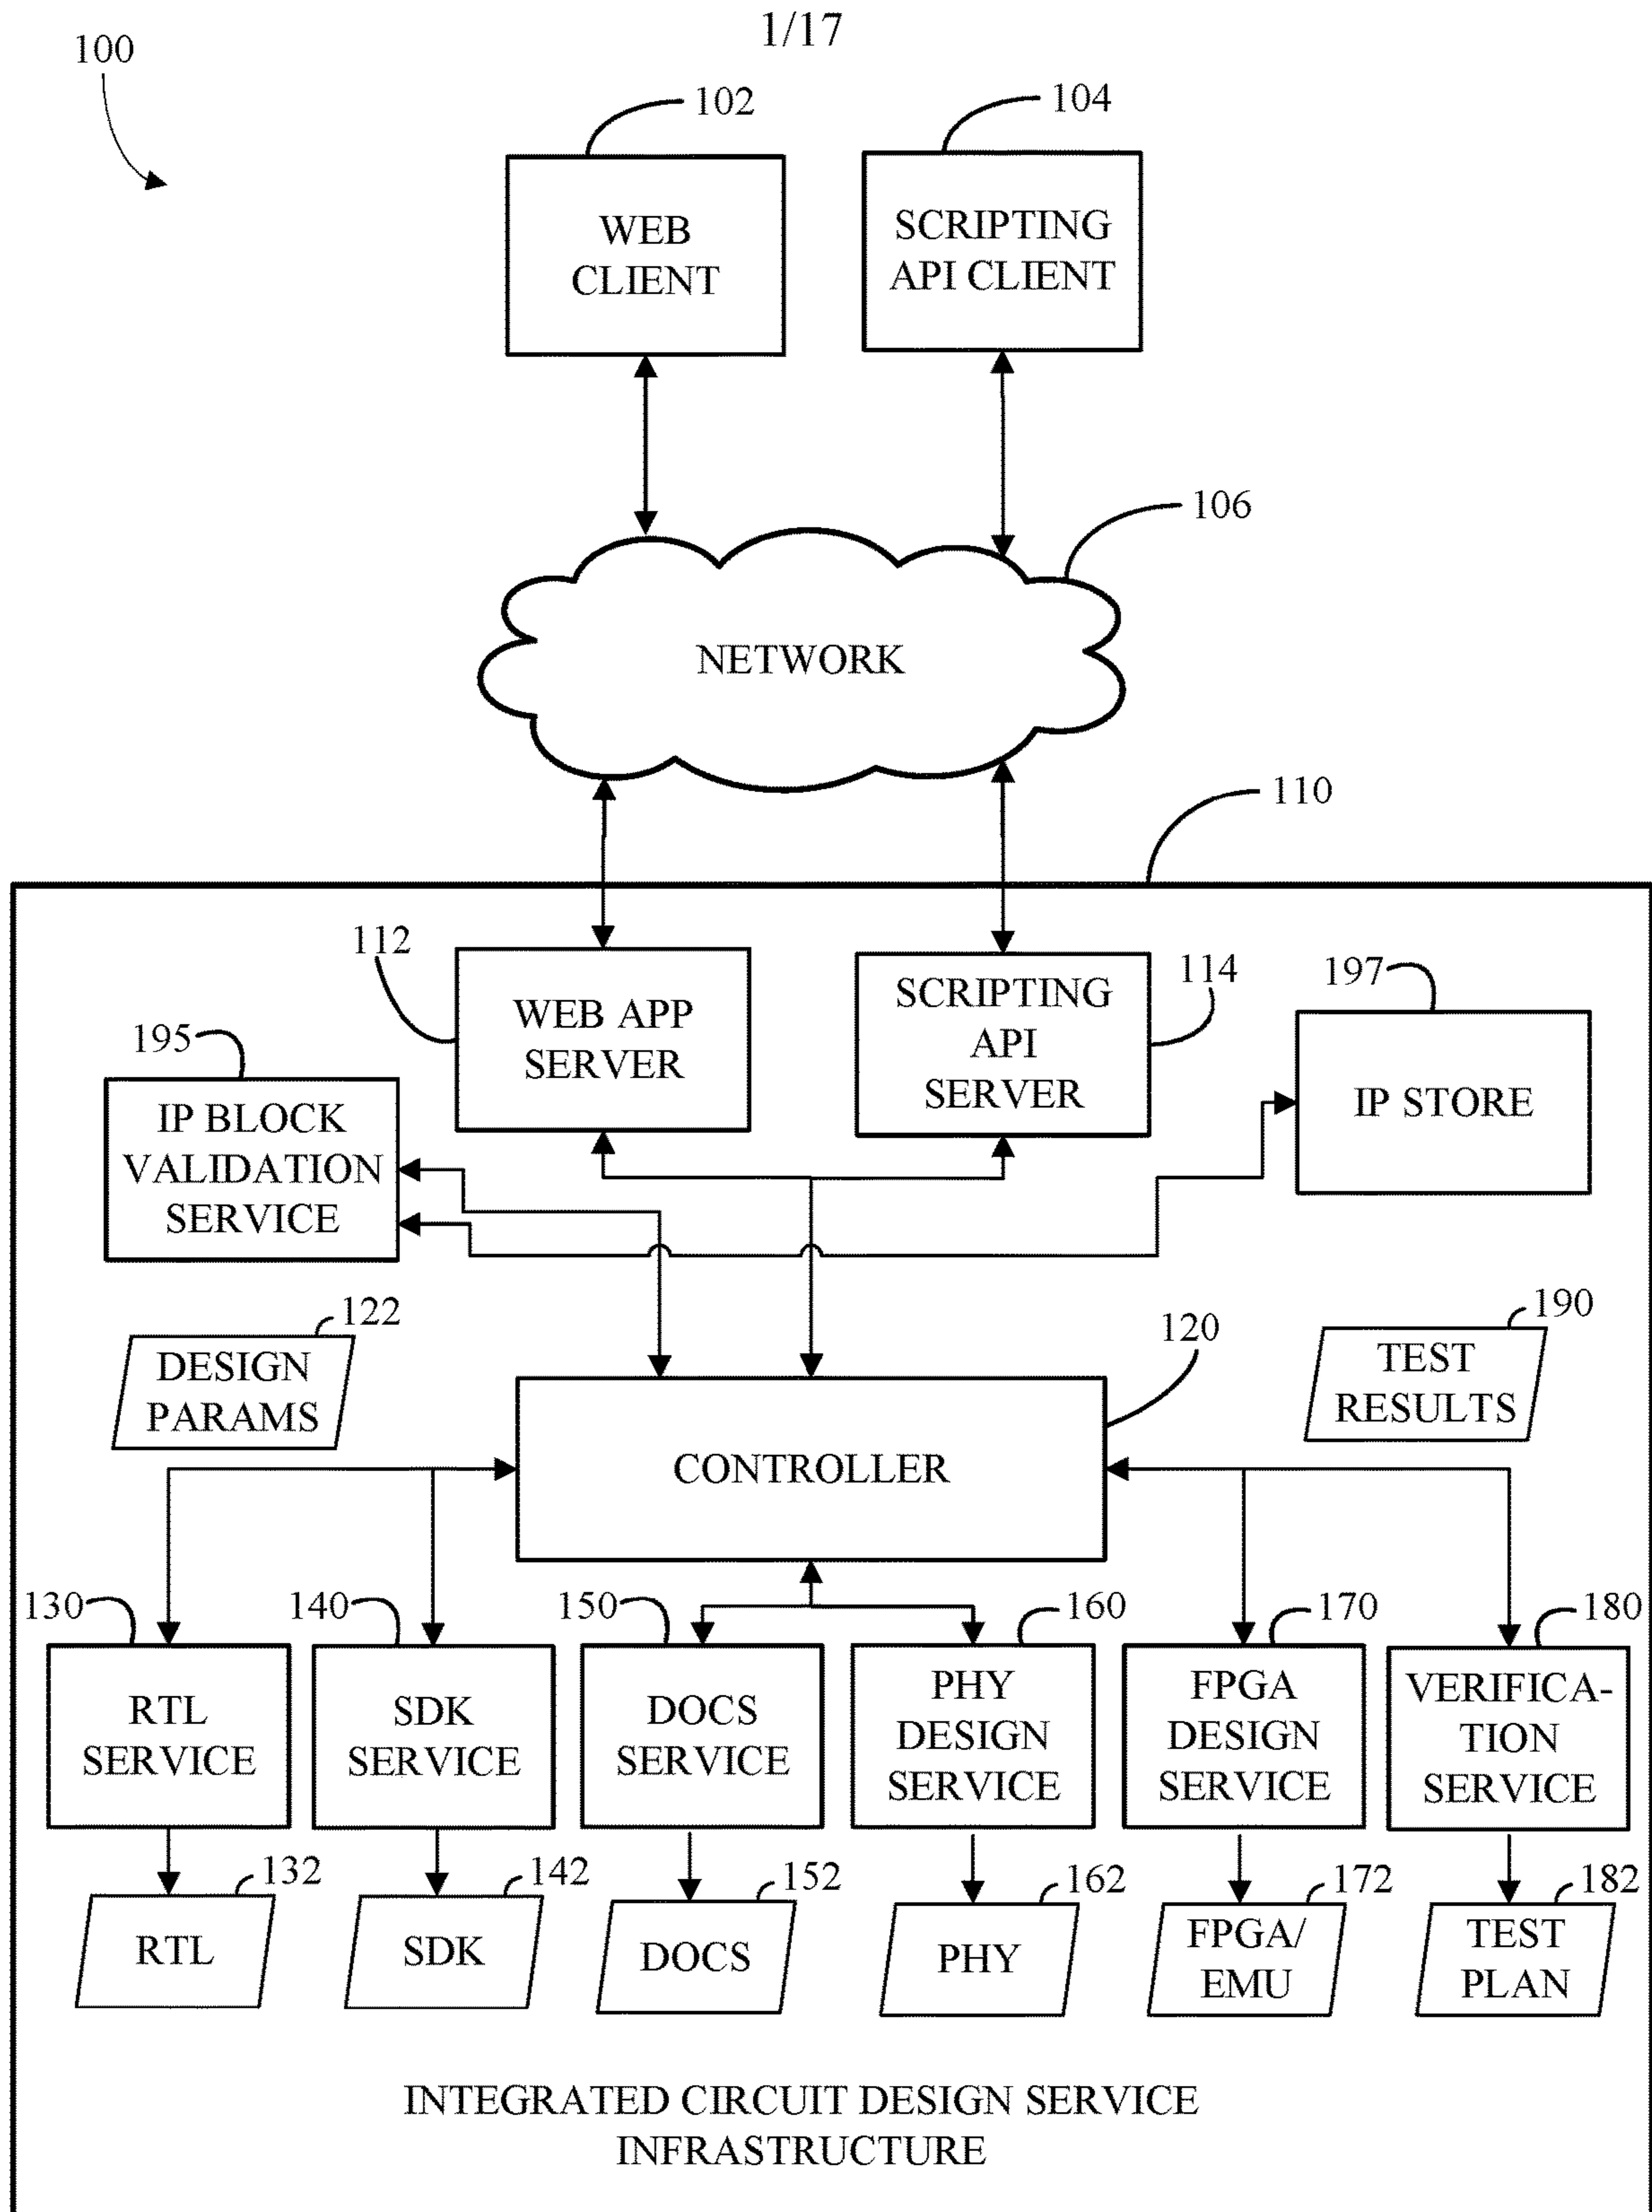 1/17
100
102
104
WEB
CLIENT
SCRIPTING
API CLIENT
106
NETWORK
110
112
WEB APP
SERVER
SCRIPTING
API
SERVER
114
197
IP STORE
195
IP BLOCK
VALIDATION
SERVICE
122
DESIGN
PARAMS
120
CONTROLLER
190
TEST
RESULTS
130
RTL
SERVICE
140
SDK
SERVICE
150
DOCS
SERVICE
160
PHY
DESIGN
SERVICE
170
FPGA
DESIGN
SERVICE
180
VERIFICA-
TION
SERVICE
132
RTL
142
SDK
152
DOCS
162
PHY
172
FPGA/
EMU
182
TEST
PLAN
INTEGRATED CIRCUIT DESIGN SERVICE
INFRASTRUCTURE